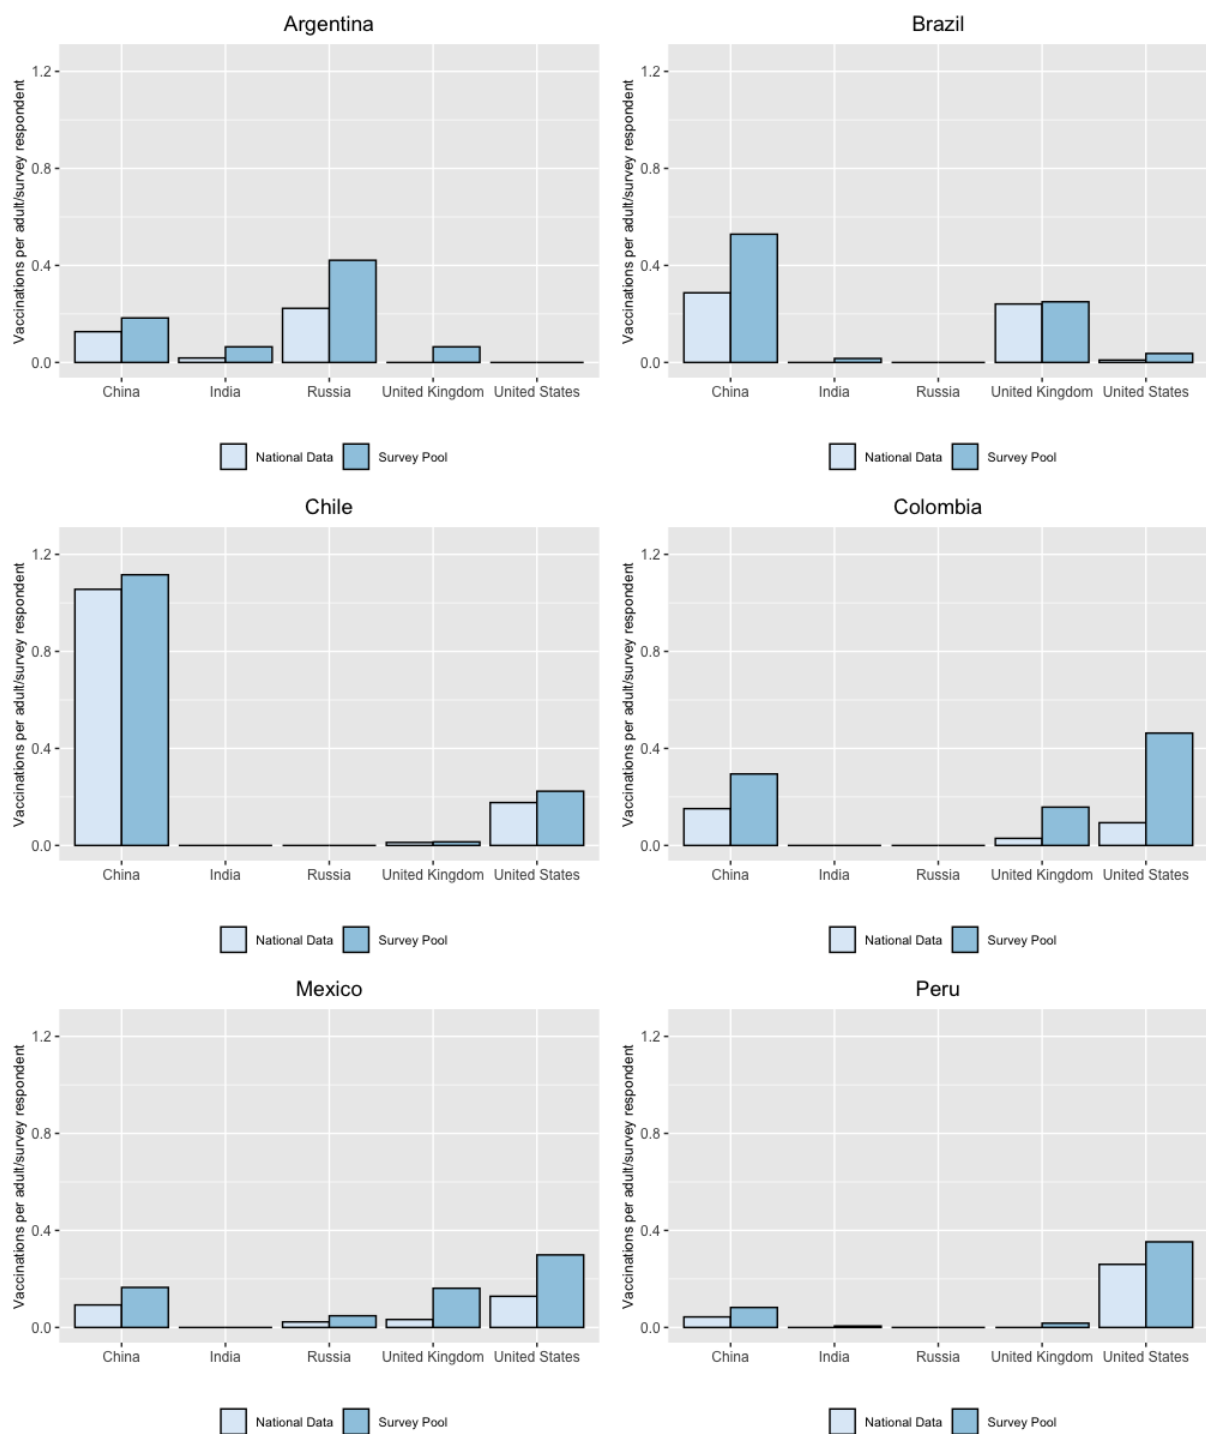 Argentina
Vaccinations per adult/survey respondent
1.2
0.8
0.4
0.0
China India Russia United Kingdom United States
National Data Survey Pool
Brazil
Vaccinations per adult/survey respondent
1.2
0.8
0.4
0.0
China India Russia United Kingdom United States
National Data Survey Pool
Chile
Vaccinations per adult/survey respondent
1.2
0.8
0.4
0.0
China India Russia United Kingdom United States
National Data Survey Pool
Colombia
Vaccinations per adult/survey respondent
1.2
0.8
0.4
0.0
China India Russia United Kingdom United States
National Data Survey Pool
Mexico
Vaccinations per adult/survey respondent
1.2
0.8
0.4
0.0
China India Russia United Kingdom United States
National Data Survey Pool
Peru
Vaccinations per adult/survey respondent
1.2
0.8
0.4
0.0
China India Russia United Kingdom United States
National Data Survey Pool